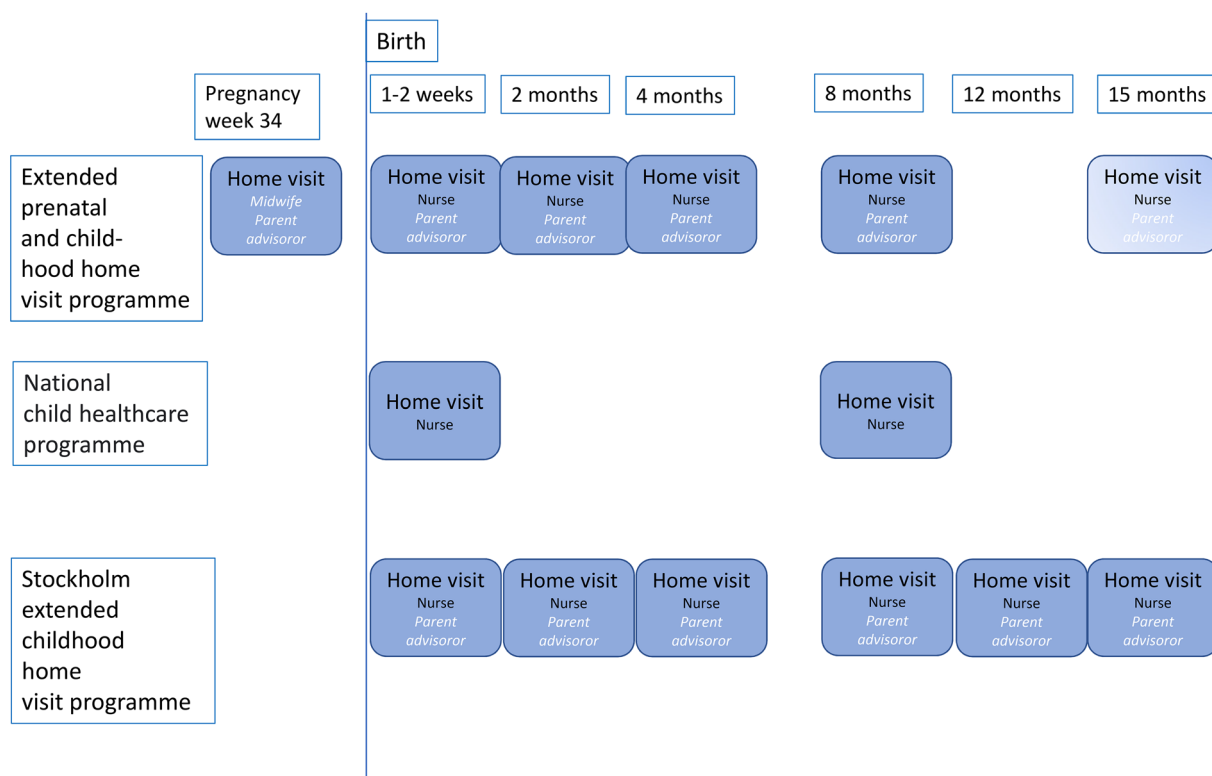 Birth
Pregnancy
week 34
1-2 weeks
2 months
4 months
8 months
12 months
15 months
Extended
prenatal
and child-
hood home
visit programme
Home visit
Midwife
Parent
advisoror
Home visit
Nurse
Parent
advisoror
Home visit
Nurse
Parent
advisoror
Home visit
Nurse
Parent
advisoror
Home visit
Nurse
Parent
advisoror
Home visit
Nurse
Parent
advisoror
National
child healthcare
programme
Home visit
Nurse
Home visit
Nurse
Stockholm
extended
childhood
home
visit programme
Home visit
Nurse
Parent
advisoror
Home visit
Nurse
Parent
advisoror
Home visit
Nurse
Parent
advisoror
Home visit
Nurse
Parent
advisoror
Home visit
Nurse
Parent
advisoror
Home visit
Nurse
Parent
advisoror